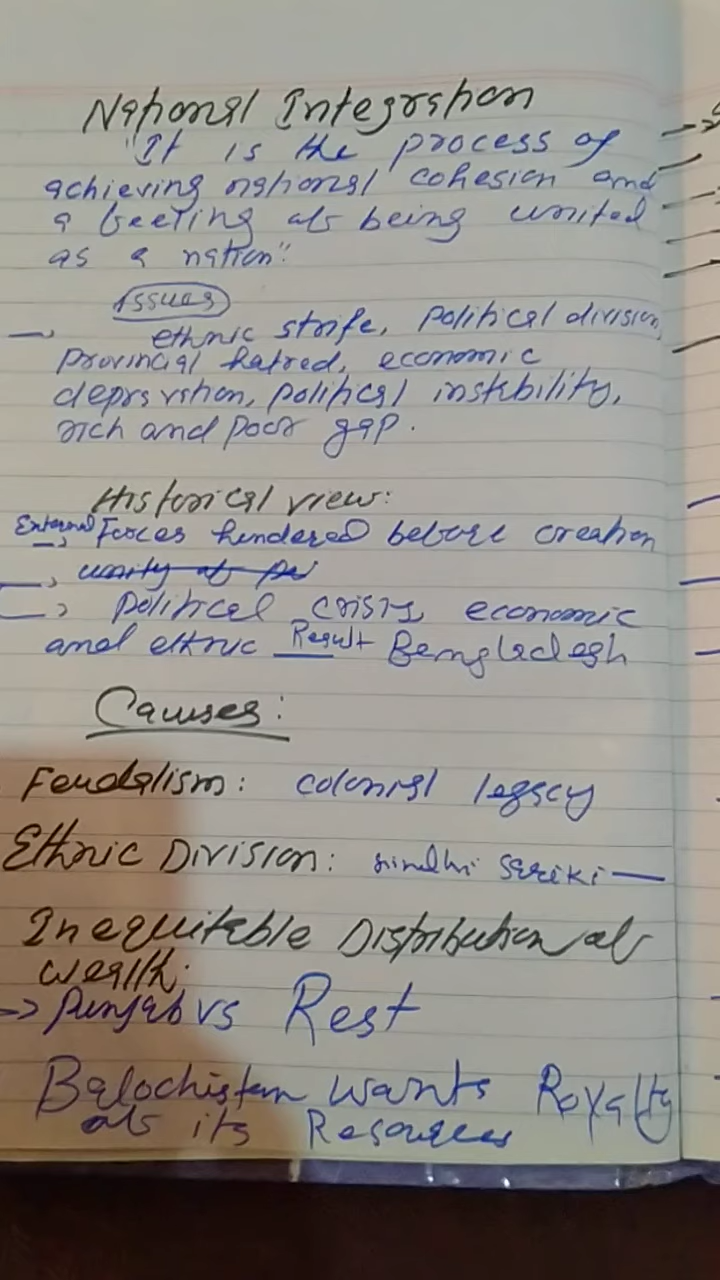 National Integration
"It is the process of
achieving national cohesion and
a feeling of being united
as a nation".
Issues
→ ethnic strife, political division,
provincial hatred, economic
deprivation, political instability,
rich and poor gap.
Historical view:
External Forces hindered before creation
→ unity of
→ political crisis, economic
and ethnic Result Bangladesh
Causes:
Feudalism: colonial legacy
Ethnic Division: sindhi Sariki —
Inequitable Distribution of
wealth.
→ Punjab vs Rest
Balochistan wants Royalty
of its Resources